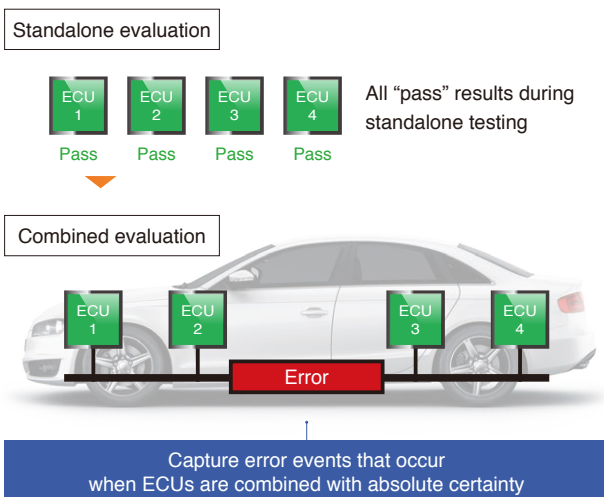 Standalone evaluation
ECU
1
ECU
2
ECU
3
ECU
4
All “pass” results during
standalone testing
Pass
Pass
Pass
Pass
Combined evaluation
ECU
1
ECU
2
ECU
3
ECU
4
Error
Capture error events that occur
when ECUs are combined with absolute certainty